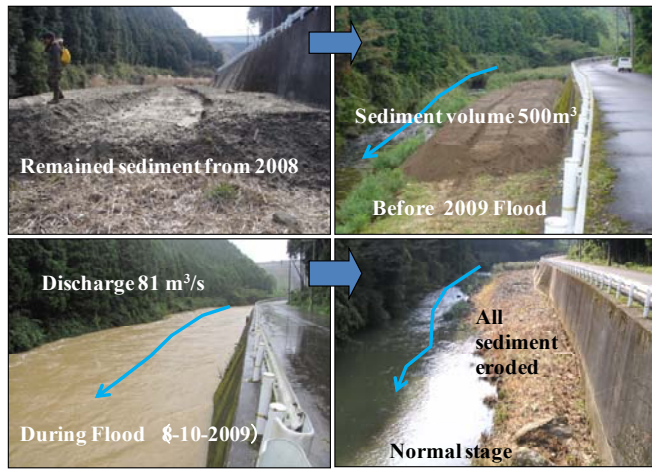 Remained sediment from 2008
Sediment volume 500m³
Before 2009 Flood
Discharge 81 m³/s
During Flood (8-10-2009)
All
sediment
eroded
Normal stage